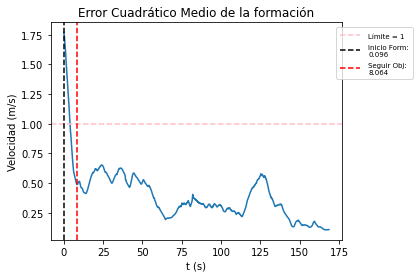 Error Cuadrático Medio de la formación
Velocidad (m/s)
1.75
1.50
1.25
1.00
0.75
0.50
0.25
0
25
50
75
100
125
150
175
t (s)
Límite = 1
Inicio Form:
0.096
Seguir Obj:
8.064